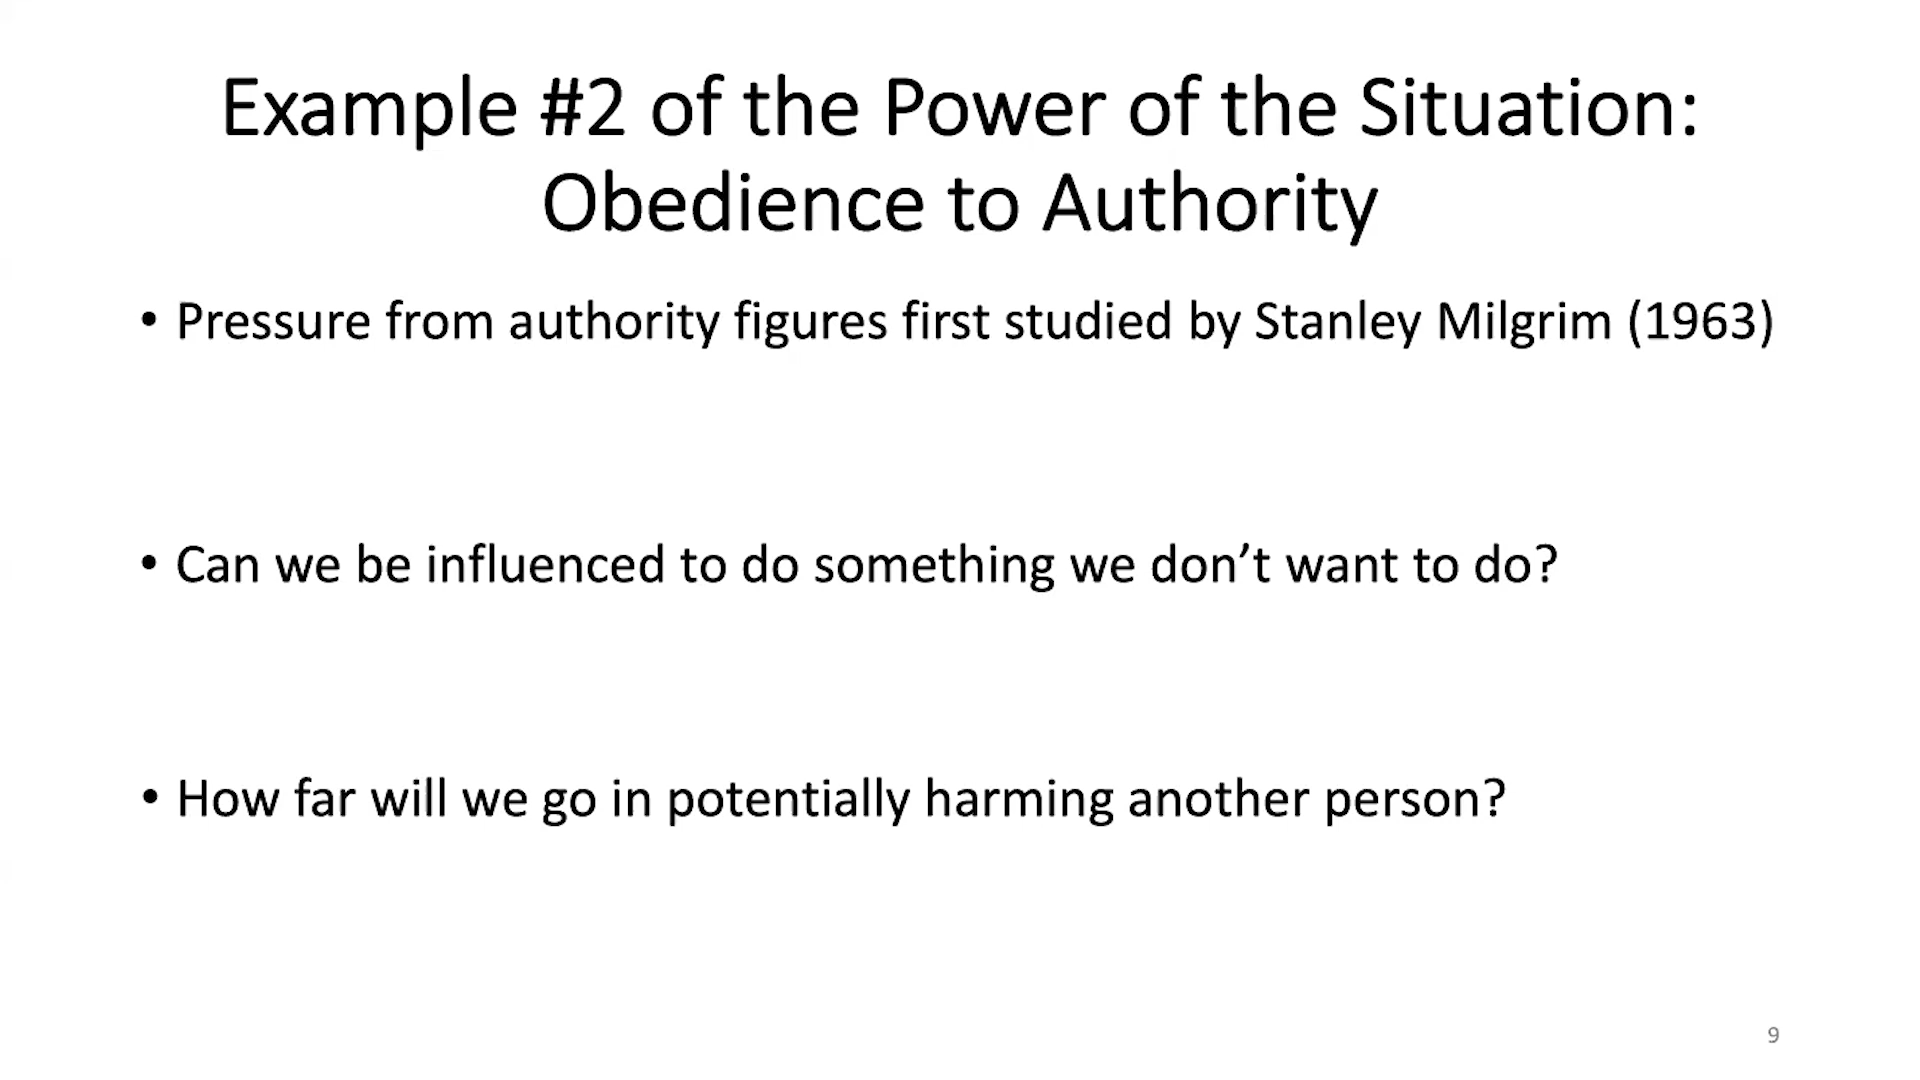 Example #2 of the Power of the Situation:
Obedience to Authority
• Pressure from authority figures first studied by Stanley Milgrim (1963)
• Can we be influenced to do something we don’t want to do?
• How far will we go in potentially harming another person?
9